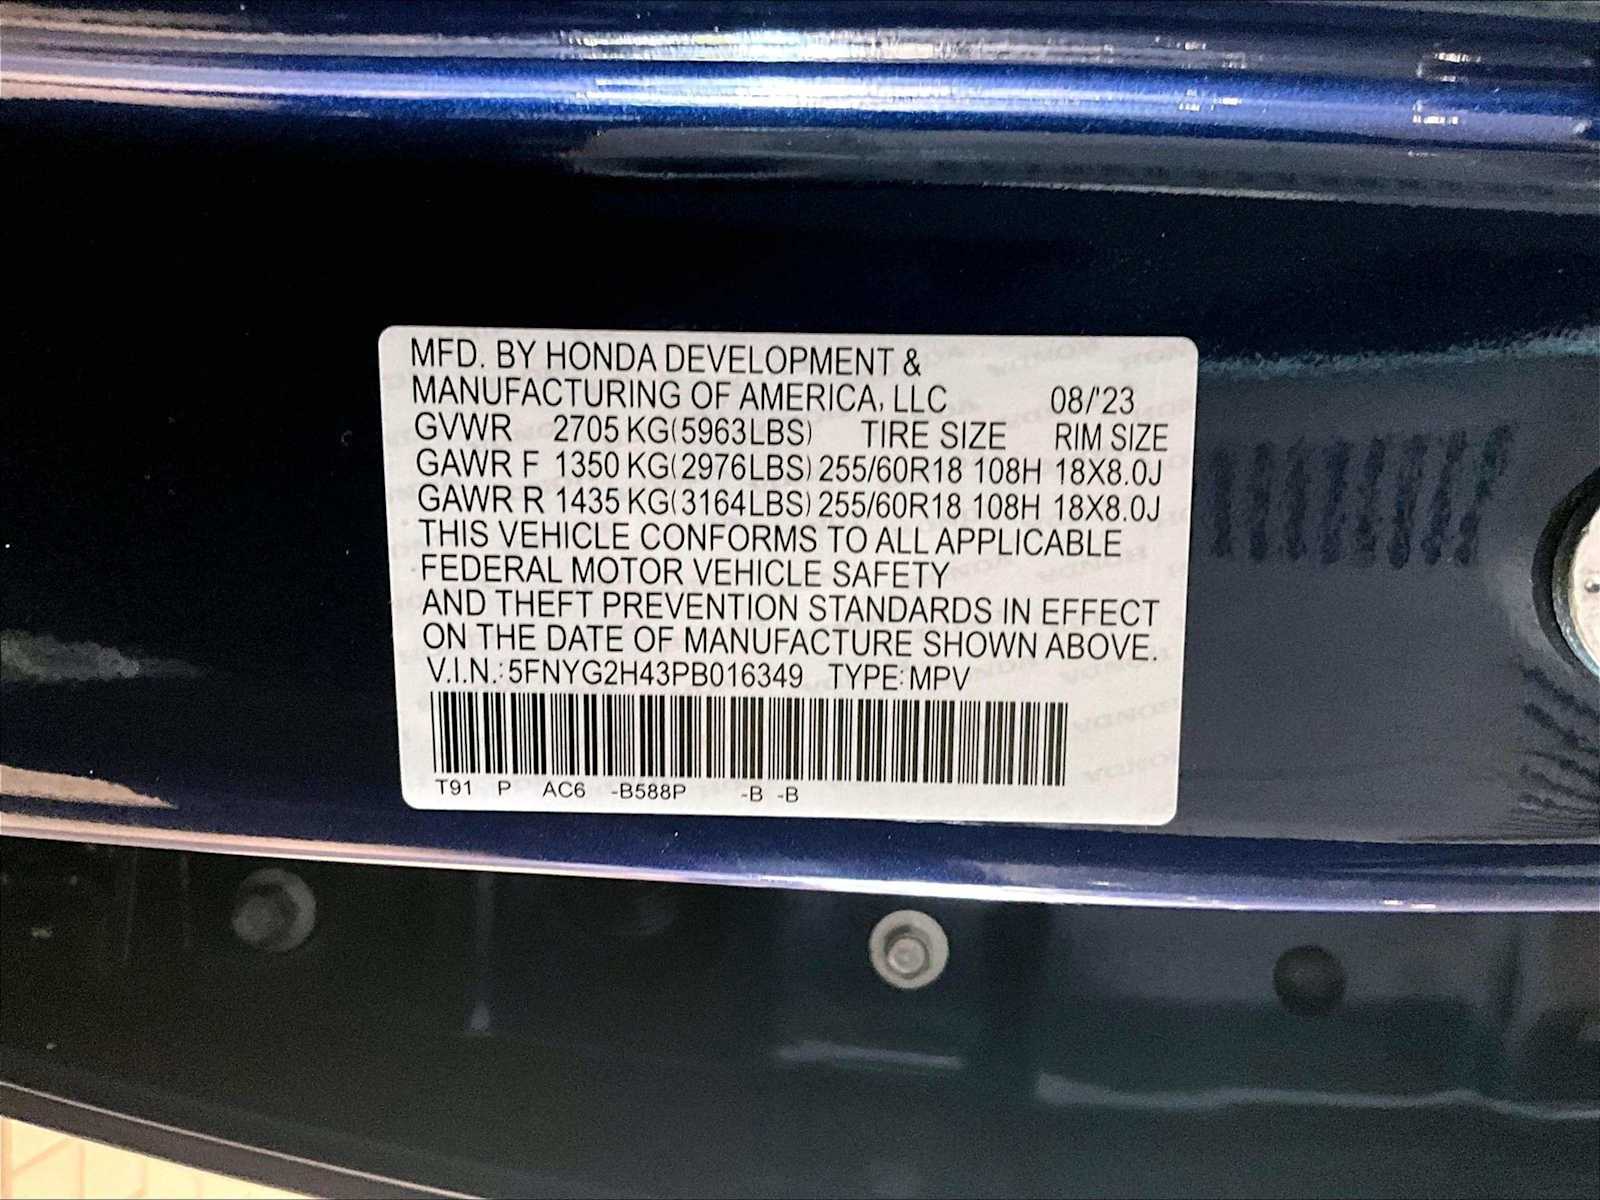 MFD. BY HONDA DEVELOPMENT &
MANUFACTURING OF AMERICA, LLC 08/'23
GVWR 2705 KG(5963LBS) TIRE SIZE RIM SIZE
GAWR F 1350 KG(2976LBS) 255/60R18 108H 18X8.0J
GAWR R 1435 KG(3164LBS) 255/60R18 108H 18X8.0J
THIS VEHICLE CONFORMS TO ALL APPLICABLE
FEDERAL MOTOR VEHICLE SAFETY
AND THEFT PREVENTION STANDARDS IN EFFECT
ON THE DATE OF MANUFACTURE SHOWN ABOVE.
V.I.N.: 5FNYG2H43PB016349 TYPE: MPV
T91 P AC6 -B588P -B -B